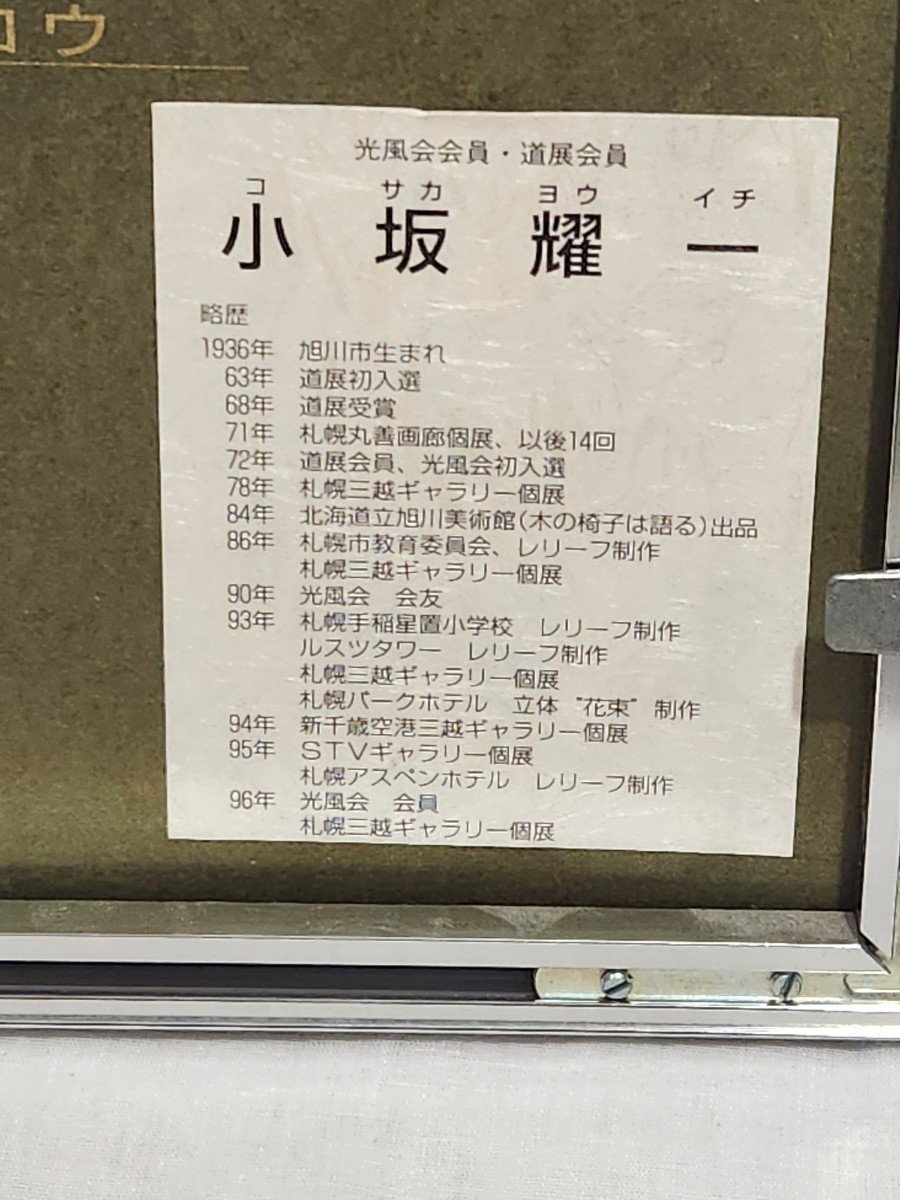 ロウ
光風会会員・道展会員
コ サカ ヨウ イチ
小坂耀一
略歴
1936年 旭川市生まれ
63年 道展初入選
68年 道展受賞
71年 札幌丸善画廊個展、以後14回
72年 道展会員、光風会初入選
78年 札幌三越ギャラリー個展
84年 北海道立旭川美術館(木の椅子は語る)出品
86年 札幌市教育委員会、レリーフ制作
札幌三越ギャラリー個展
90年 光風会 会友
93年 札幌手稲星置小学校 レリーフ制作
ルスツタワー レリーフ制作
札幌三越ギャラリー個展
札幌パークホテル 立体 "花束" 制作
94年 新千歳空港三越ギャラリー個展
95年 STVギャラリー個展
札幌アスペンホテル レリーフ制作
96年 光風会 会員
札幌三越ギャラリー個展